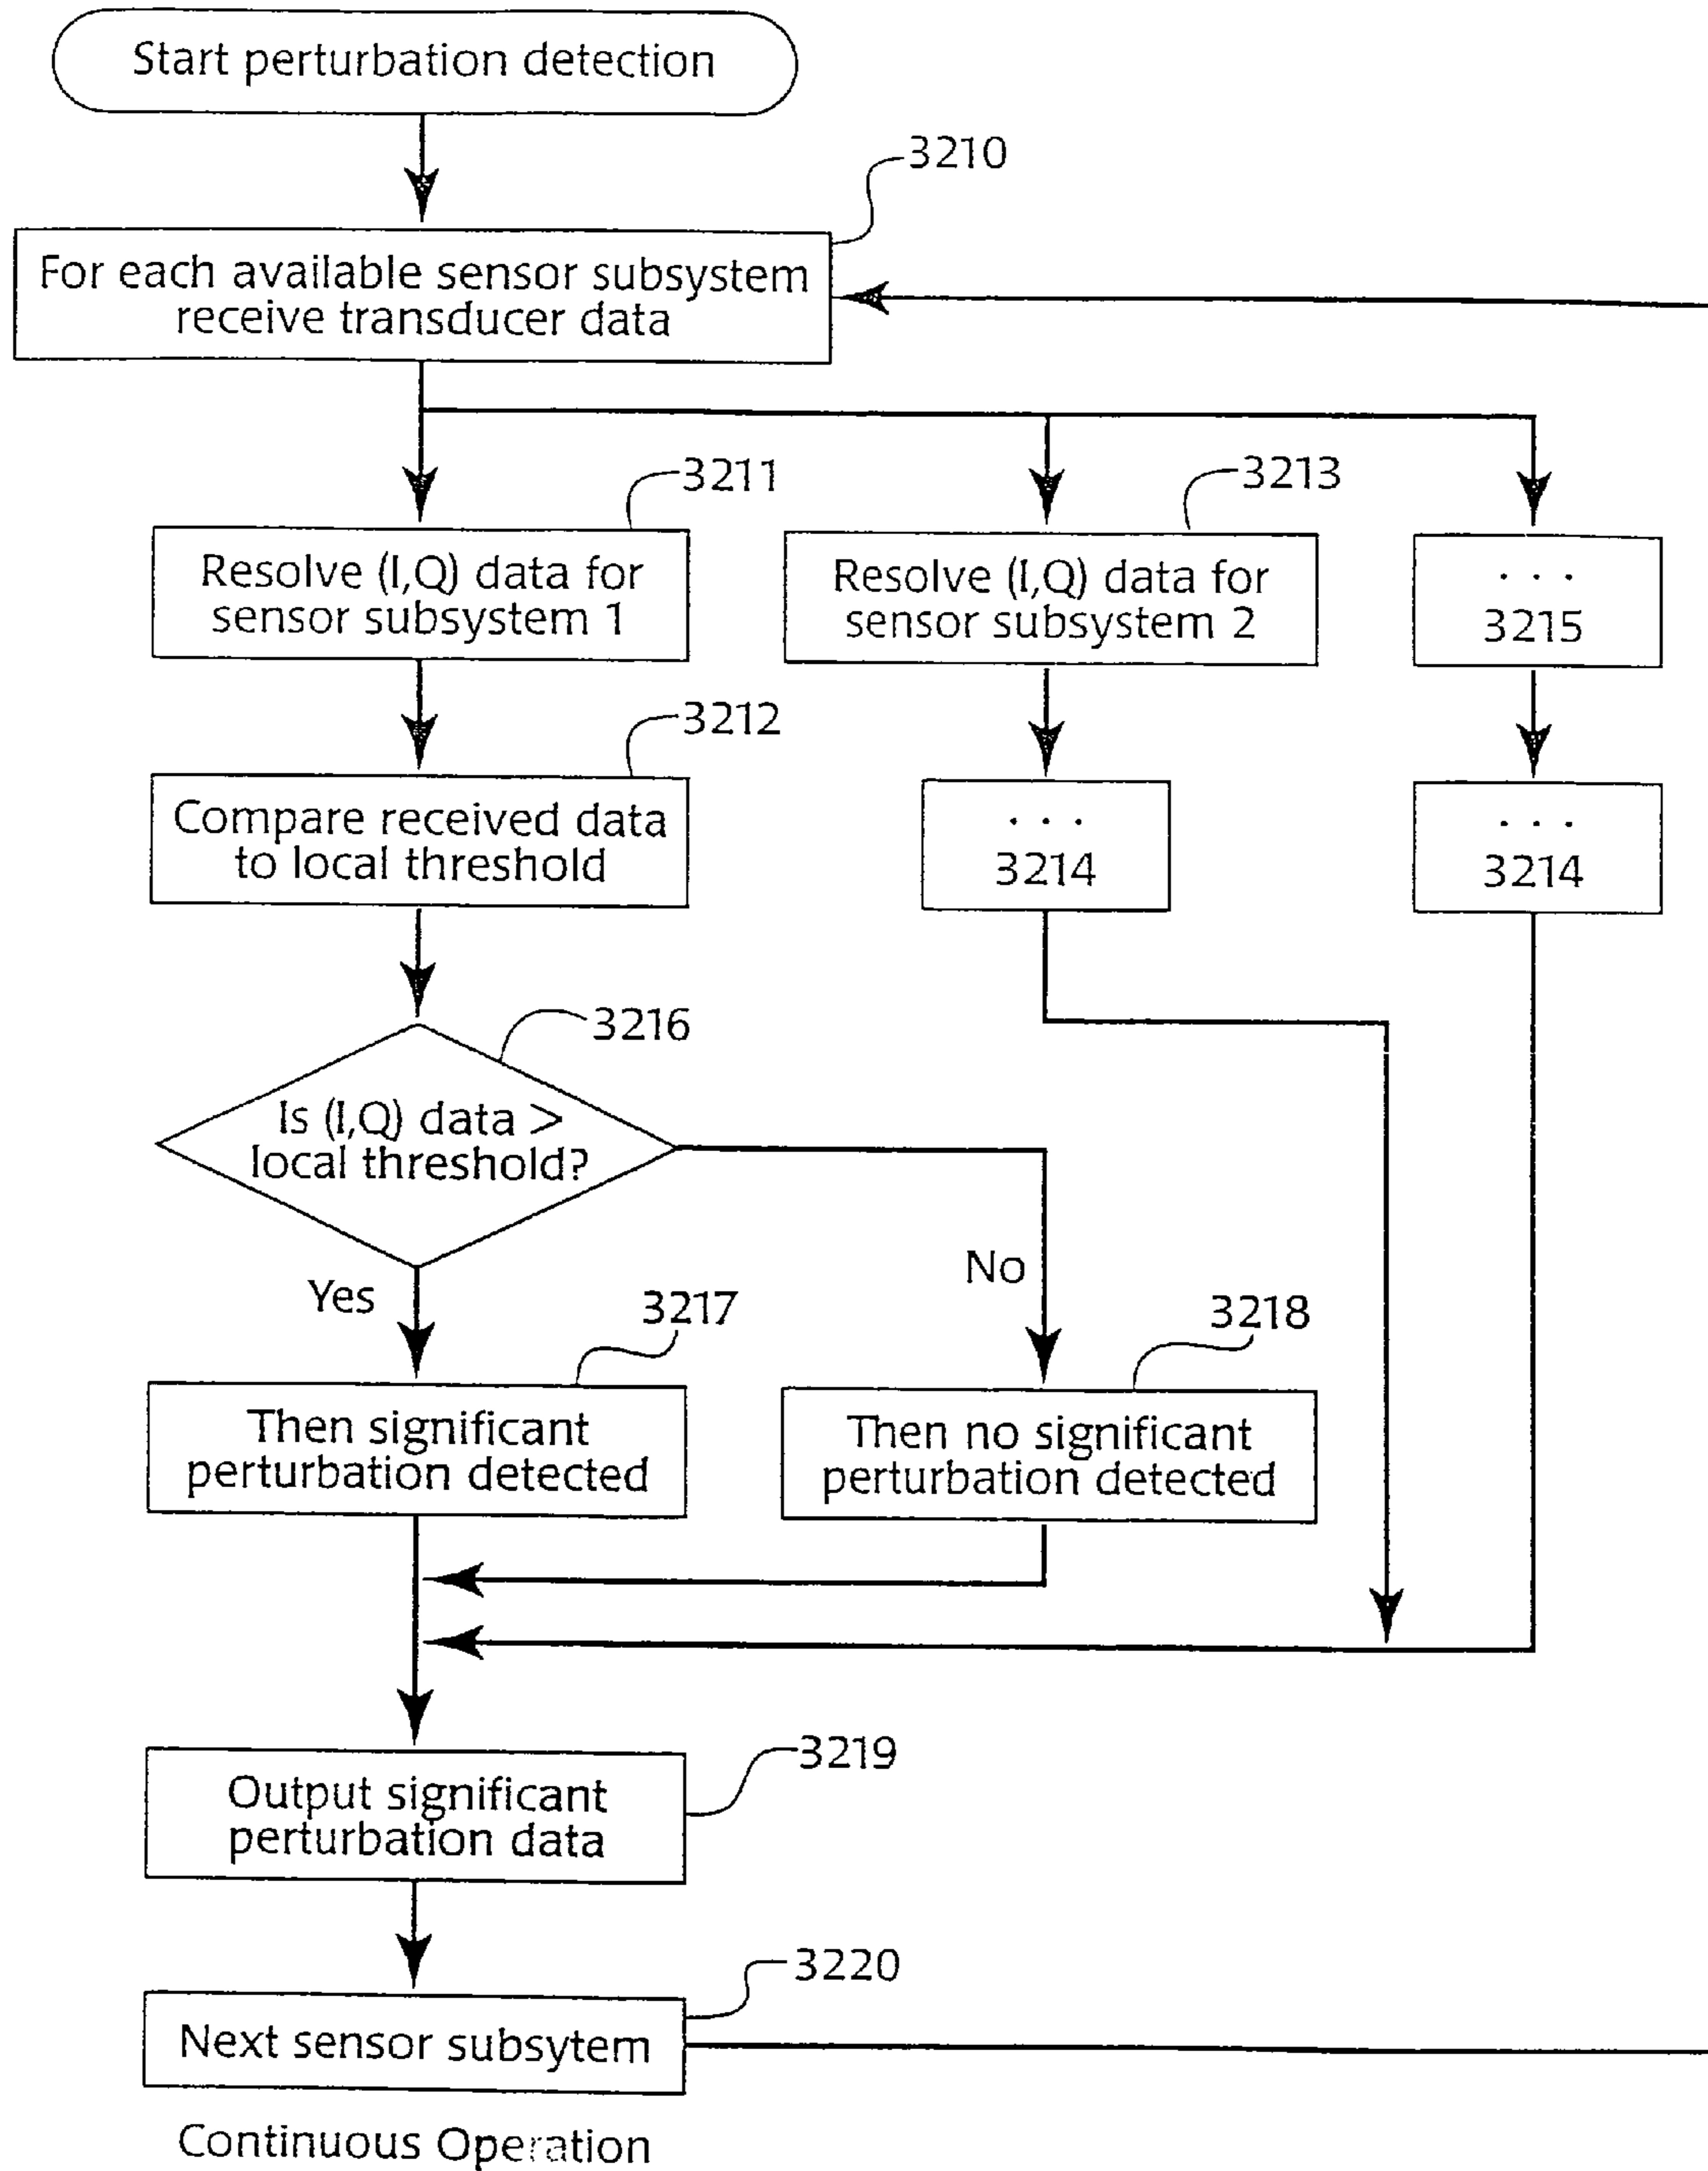 Start perturbation detection
3210
For each available sensor subsystem
receive transducer data
3211
3213
Resolve (I,Q) data for
sensor subsystem 1
Resolve (I,Q) data for
sensor subsystem 2
. . .
3215
3212
Compare received data
to local threshold
. . .
3214
. . .
3214
3216
Is (I,Q) data >
local threshold?
No
Yes
3217
3218
Then significant
perturbation detected
Then no significant
perturbation detected
3219
Output significant
perturbation data
3220
Next sensor subsytem
Continuous Operation